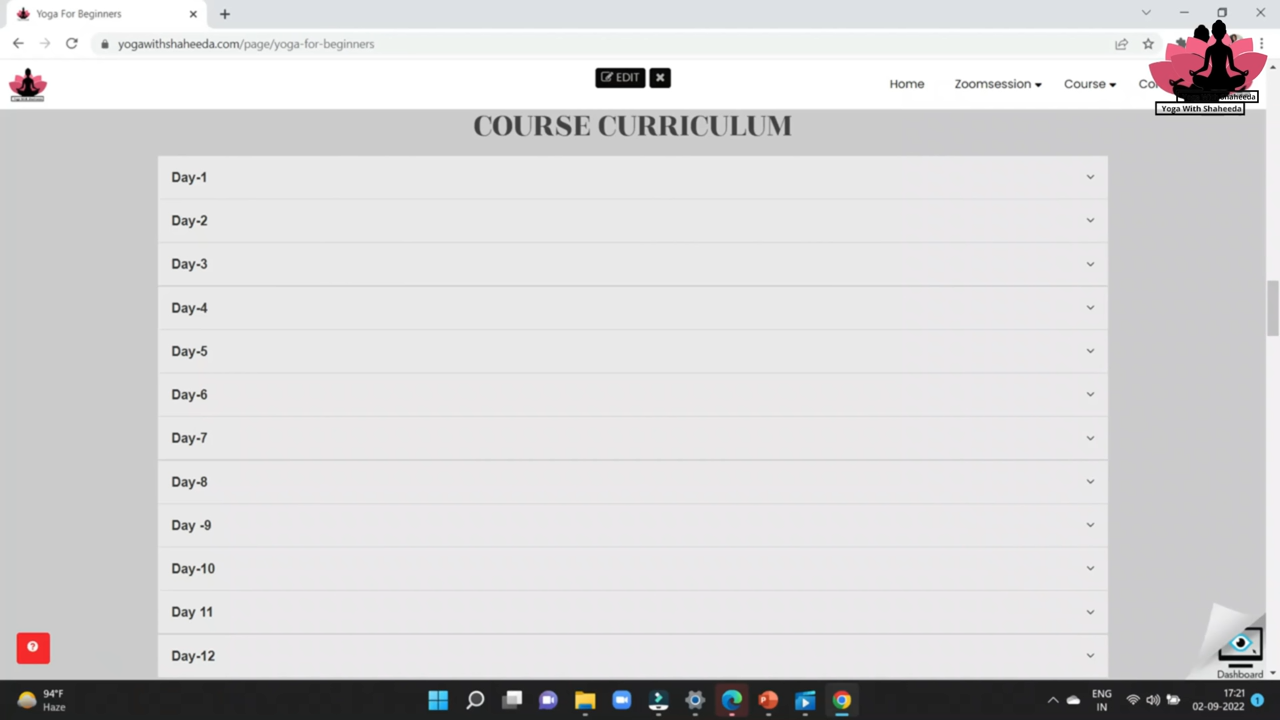 Yoga For Beginners
yogawithshaheeda.com/page/yoga-for-beginners
EDIT
Home
Zoomsession
Course
Yoga With Shaheeda
COURSE CURRICULUM
Day-1
Day-2
Day-3
Day-4
Day-5
Day-6
Day-7
Day-8
Day -9
Day-10
Day 11
Day-12
Dashboard
94°F
Haze
ENG
IN
17:21
02-09-2022
1